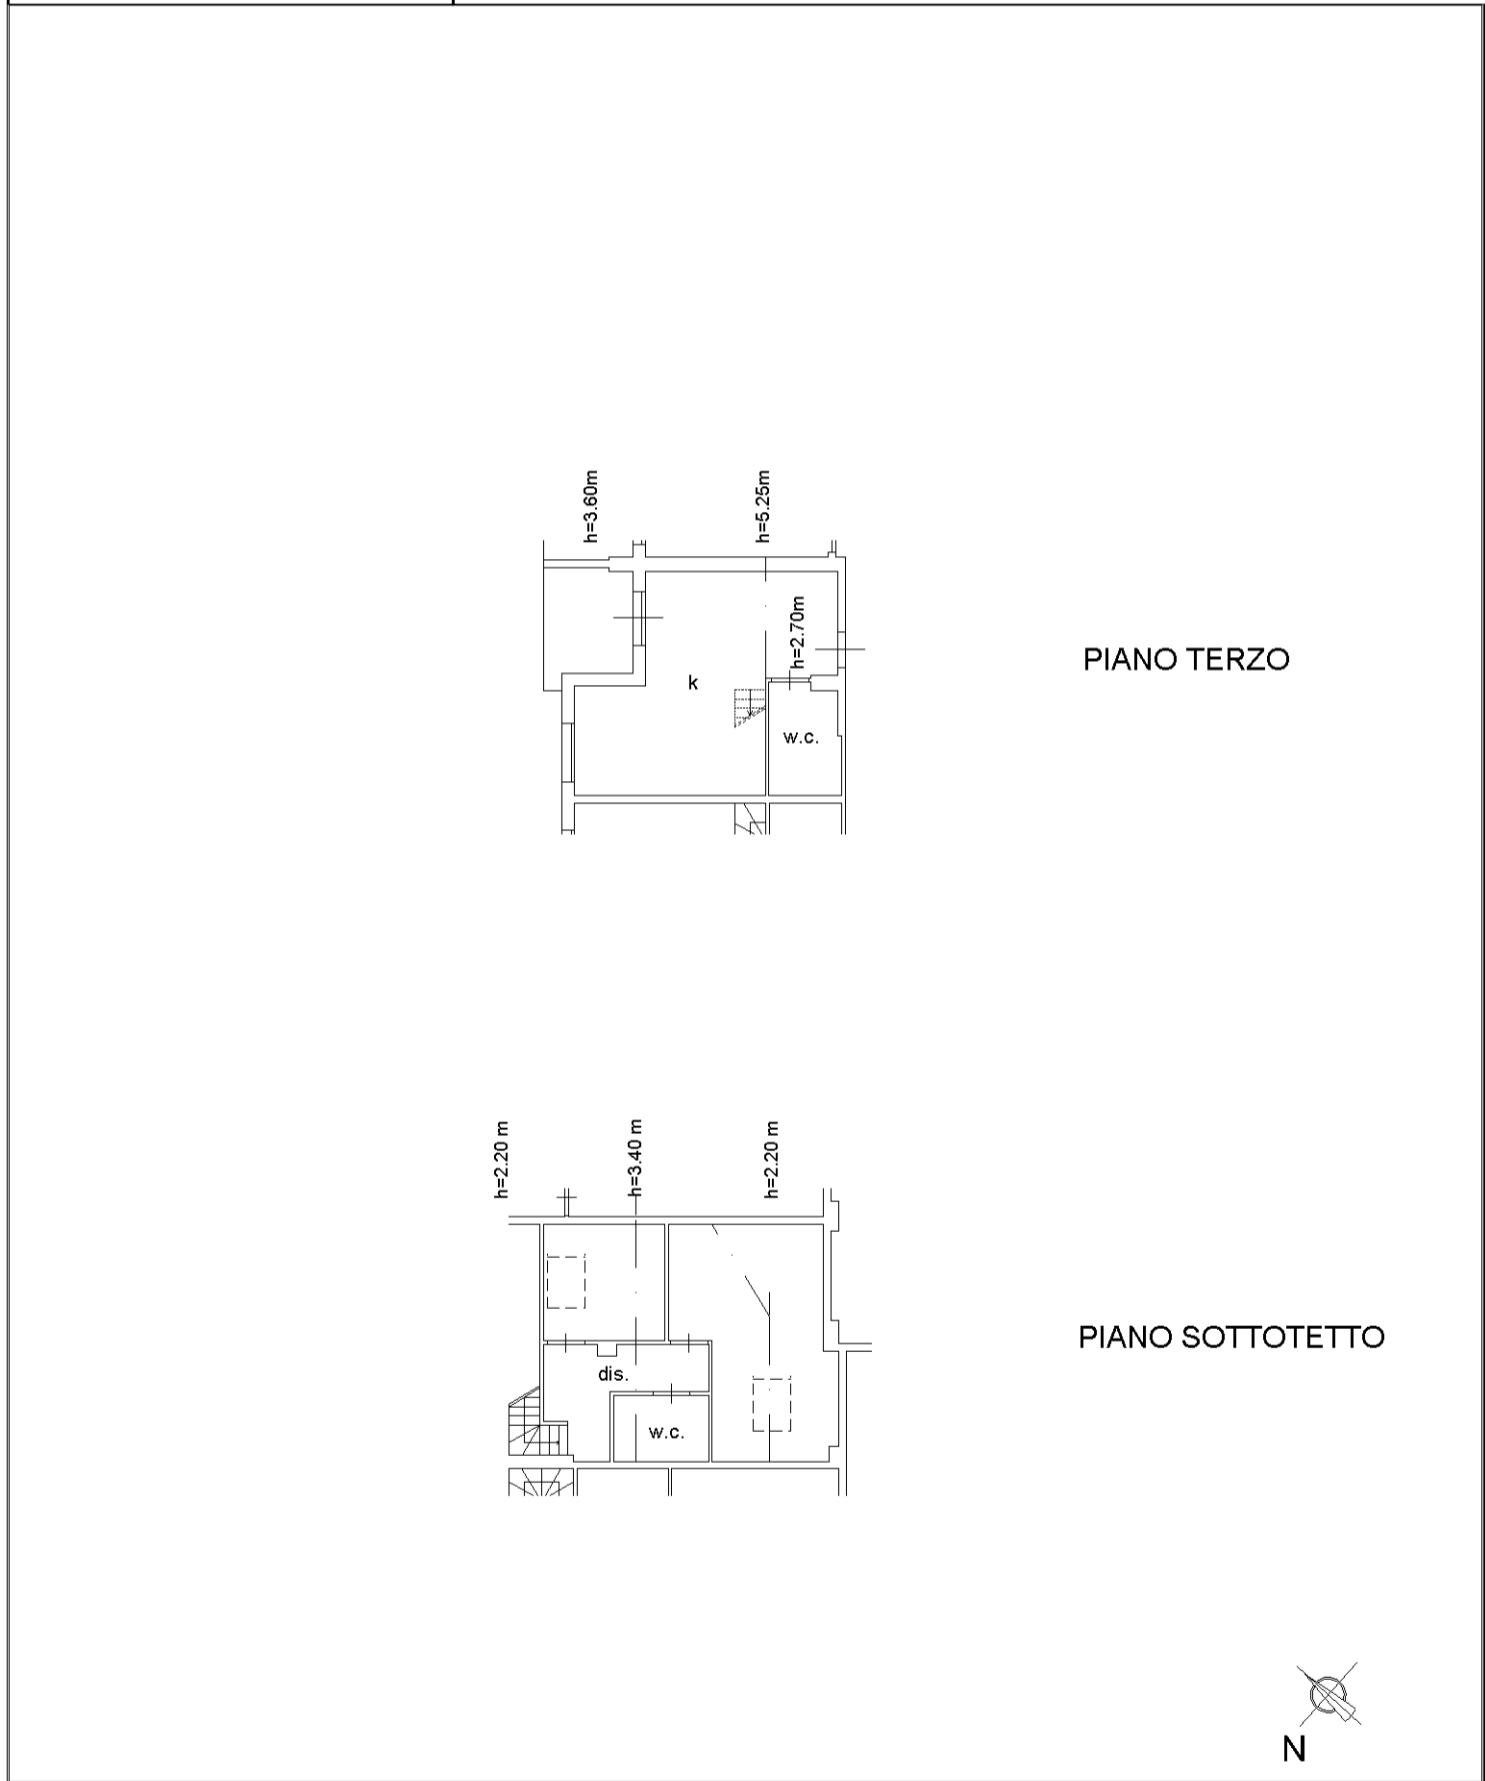 h=3.60m
h=5.25m
h=2.70m
PIANO TERZO
k
w.c.
h=2.20 m
h=3.40 m
h=2.20 m
PIANO SOTTOTETTO
dis.
w.c.
N